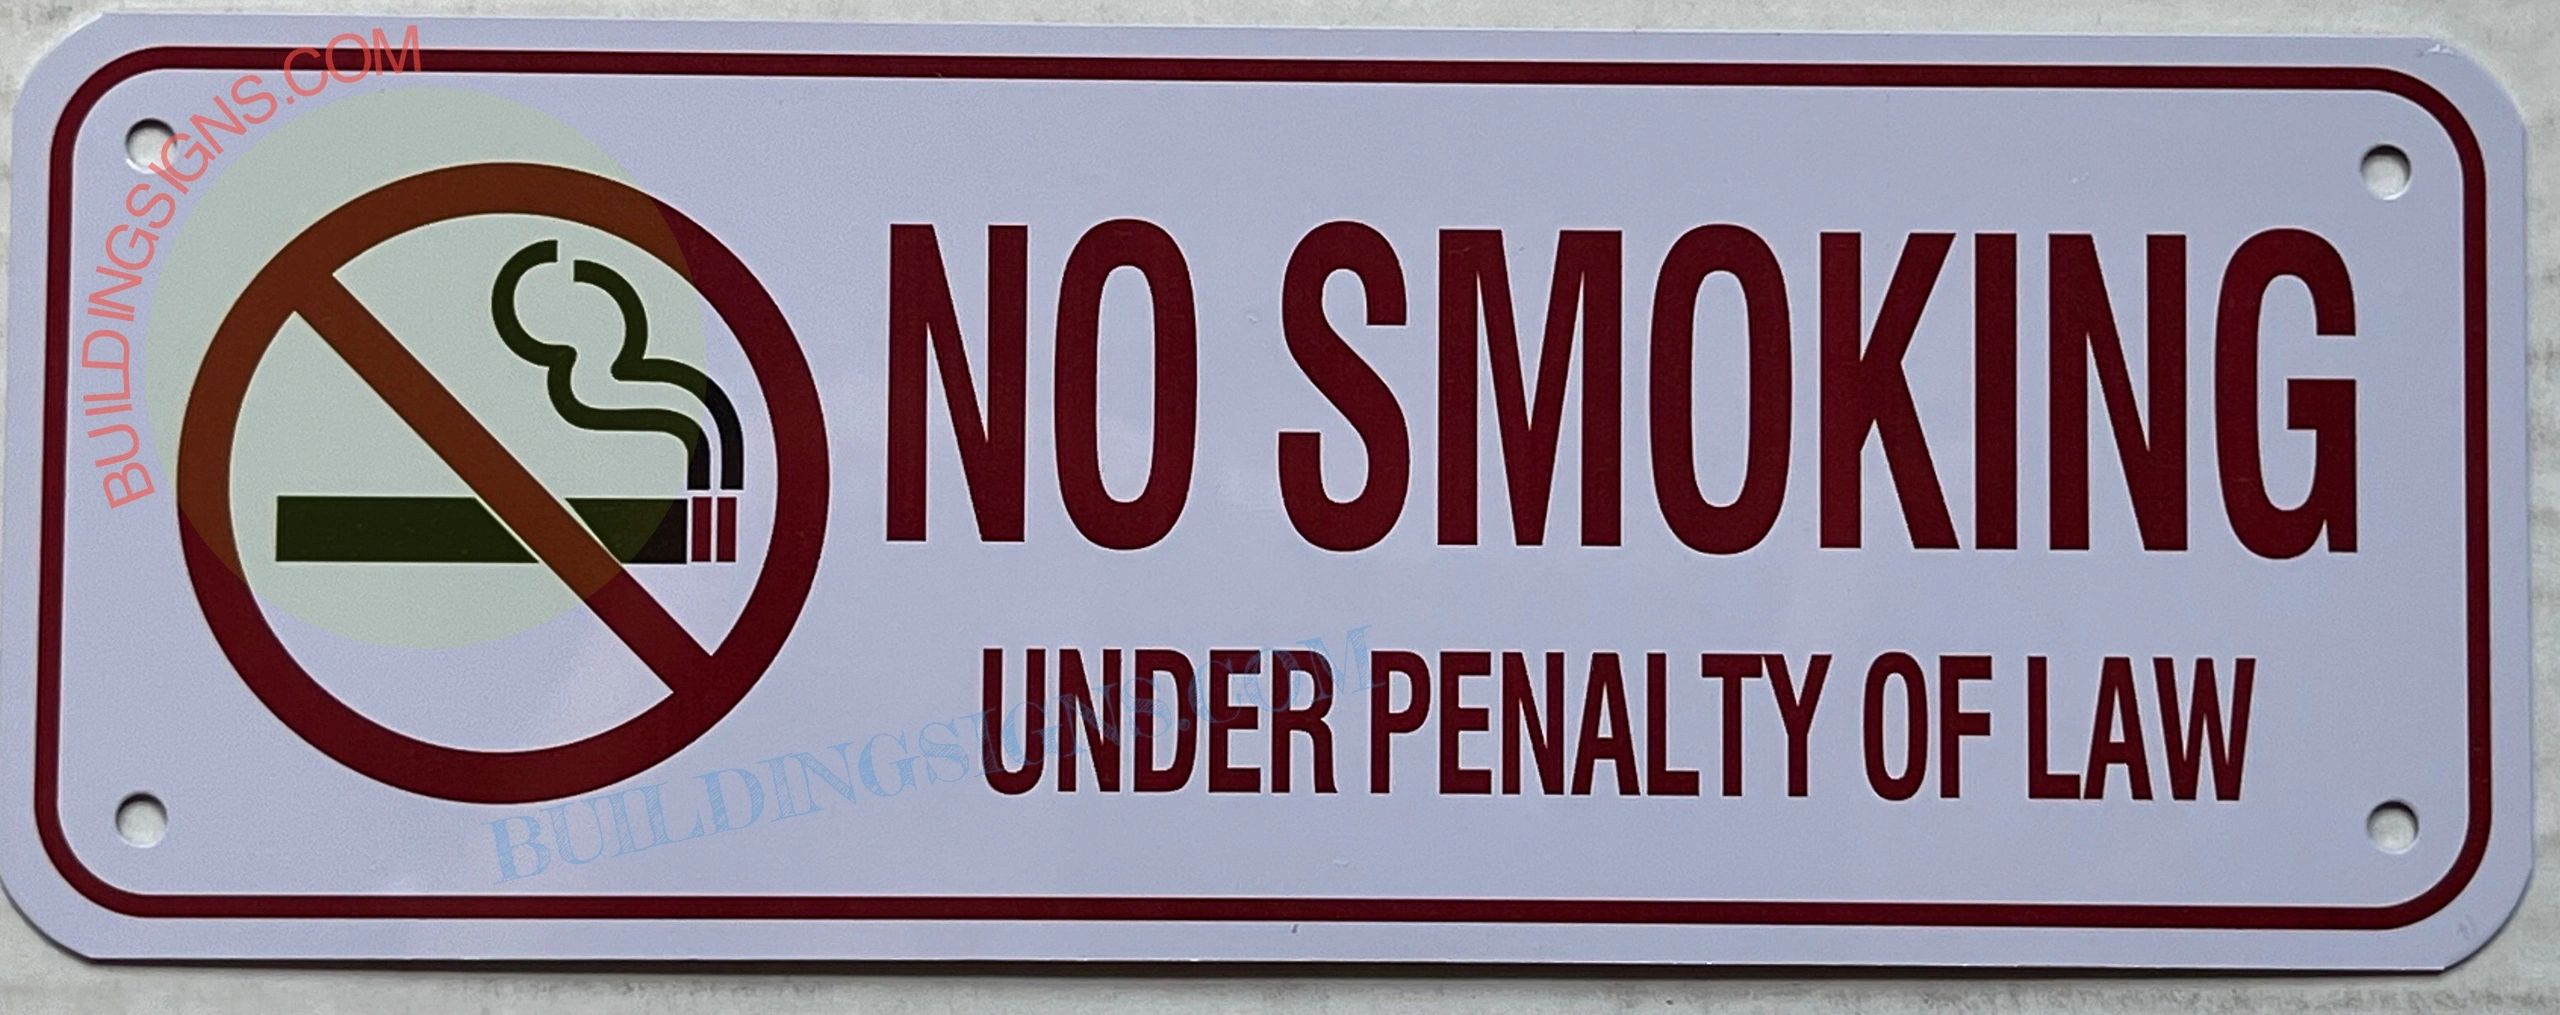 BUILDINGSIGNS.COM
NO SMOKING
UNDER PENALTY OF LAW
BUILDINGSIGNS.COM